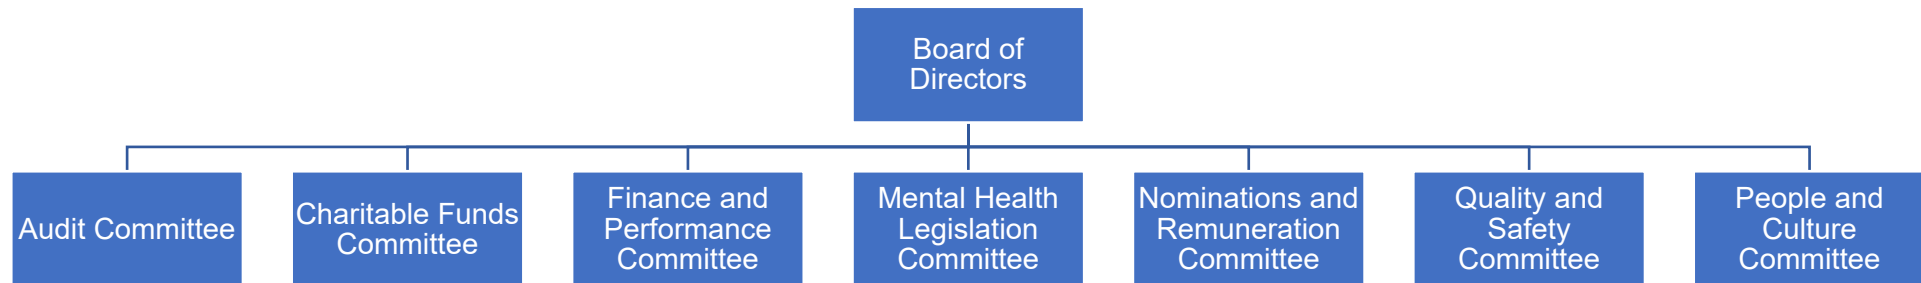 Board of
Directors
Audit Committee
Charitable Funds
Committee
Finance and
Performance
Committee
Mental Health
Legislation
Committee
Nominations and
Remuneration
Committee
Quality and
Safety
Committee
People and
Culture
Committee